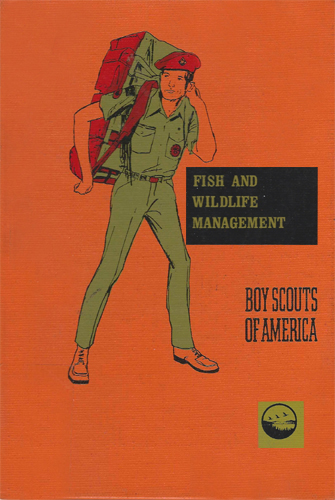 FISH AND
WILDLIFE
MANAGEMENT
BOY SCOUTS
OF AMERICA